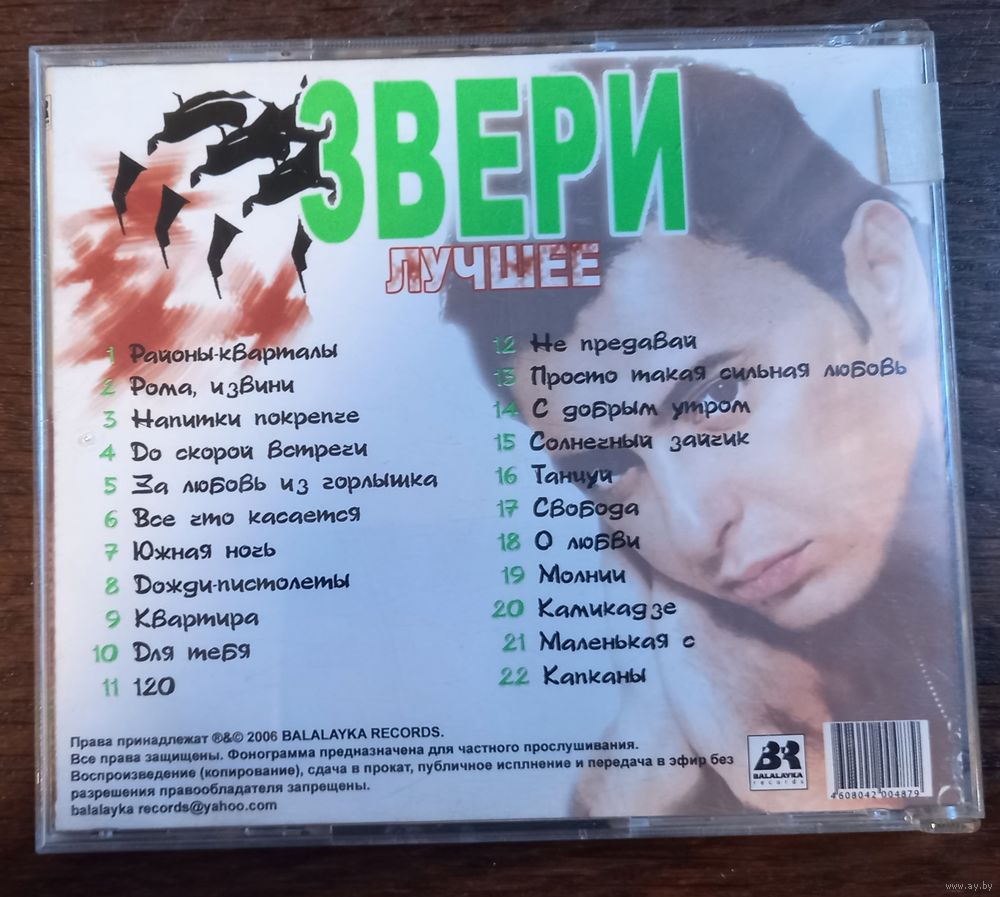 ЗВЕРИ
ЛУЧШЕЕ
1 Районы-кварталы
2 Рома, извини
3 Напитки покрепче
4 До скорой встречи
5 За любовь из горлышка
6 Все что касается
7 Южная ночь
8 Дожди-пистолеты
9 Квартира
10 Для тебя
11 120
12 Не предавай
13 Просто такая сильная любовь
14 С добрым утром
15 Солнечный зайчик
16 Танцуй
17 Свобода
18 О любви
19 Молнии
20 Камикадзе
21 Маленькая с
22 Капканы
Права принадлежат ®&© 2006 BALALAYKA RECORDS.
Все права защищены. Фонограмма предназначена для частного прослушивания.
Воспроизведение (копирование), сдача в прокат, публичное исплнение и передача в эфир без
разрешения правообладателя запрещены.
balalayka records@yahoo.com
BR
BALALAYKA
records
4 608042 004879
www.ay.by